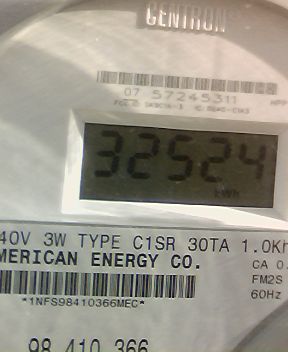 CENTRON
07 57245311
32524
kWh
40V 3W TYPE C1SR 30TA 1.0Kh
MERICAN ENERGY CO.
CA 0.
FM2S
*1NFS98410366MEC*
60Hz
98 410 366